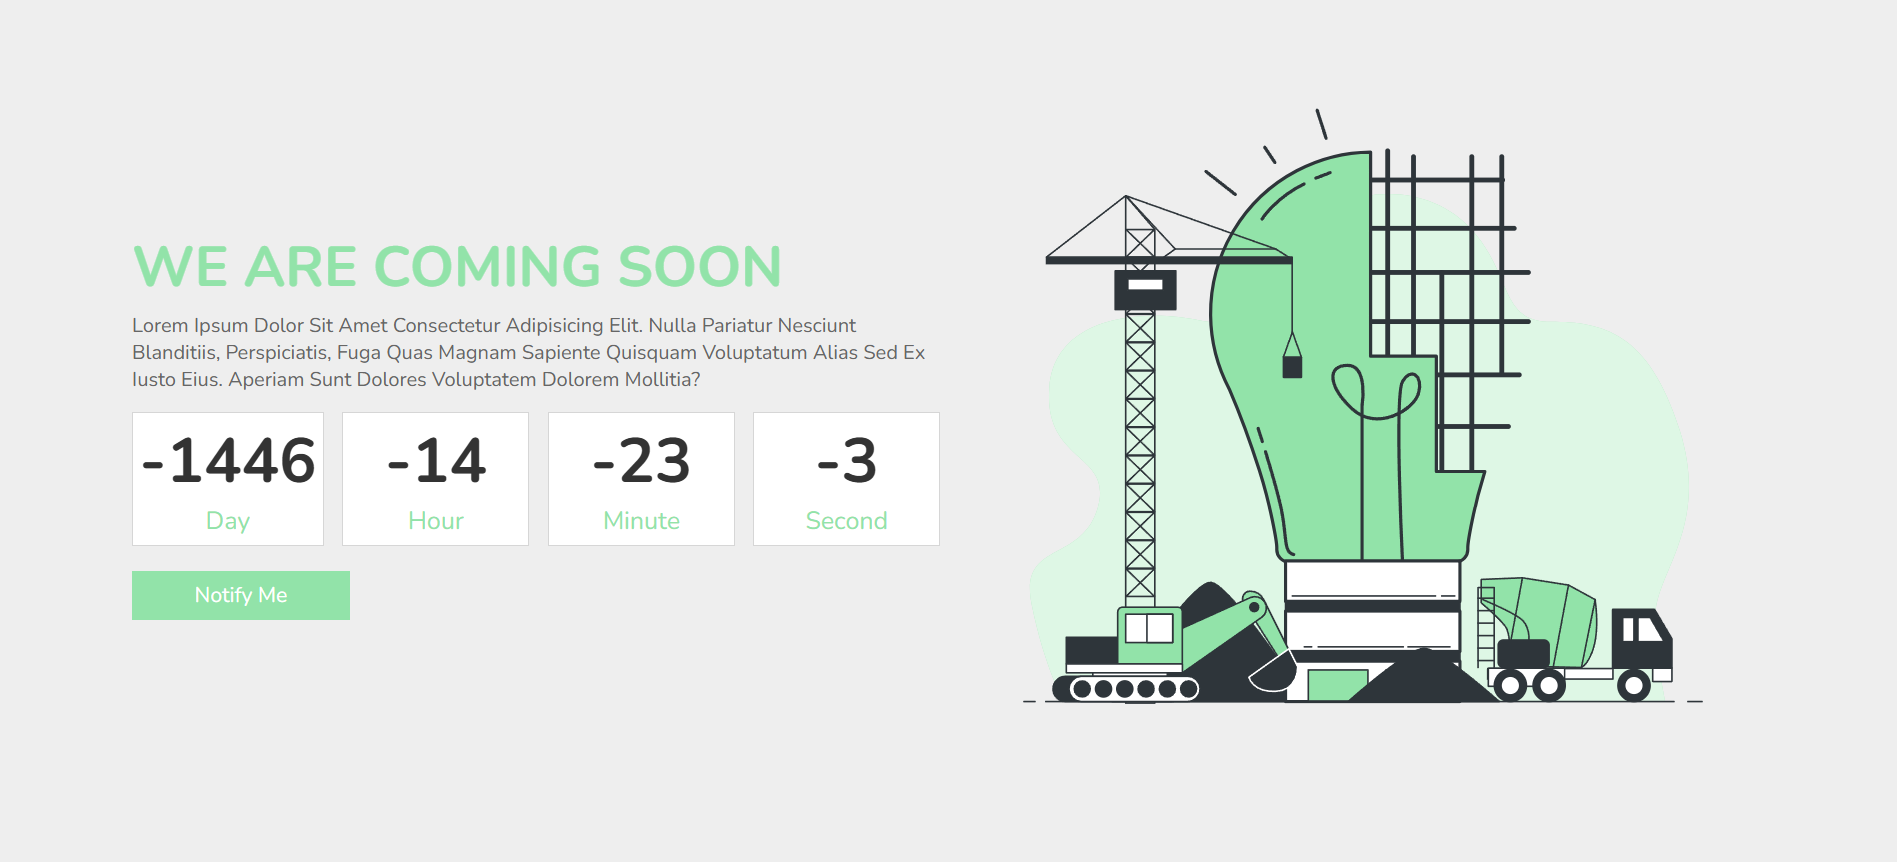 WE ARE COMING SOON
Lorem Ipsum Dolor Sit Amet Consectetur Adipisicing Elit. Nulla Pariatur Nesciunt
Blanditiis, Perspiciatis, Fuga Quas Magnam Sapiente Quisquam Voluptatum Alias Sed Ex
Iusto Eius. Aperiam Sunt Dolores Voluptatem Dolorem Mollitia?
-1446 -14 -23 -3
Day Hour Minute Second
Notify Me